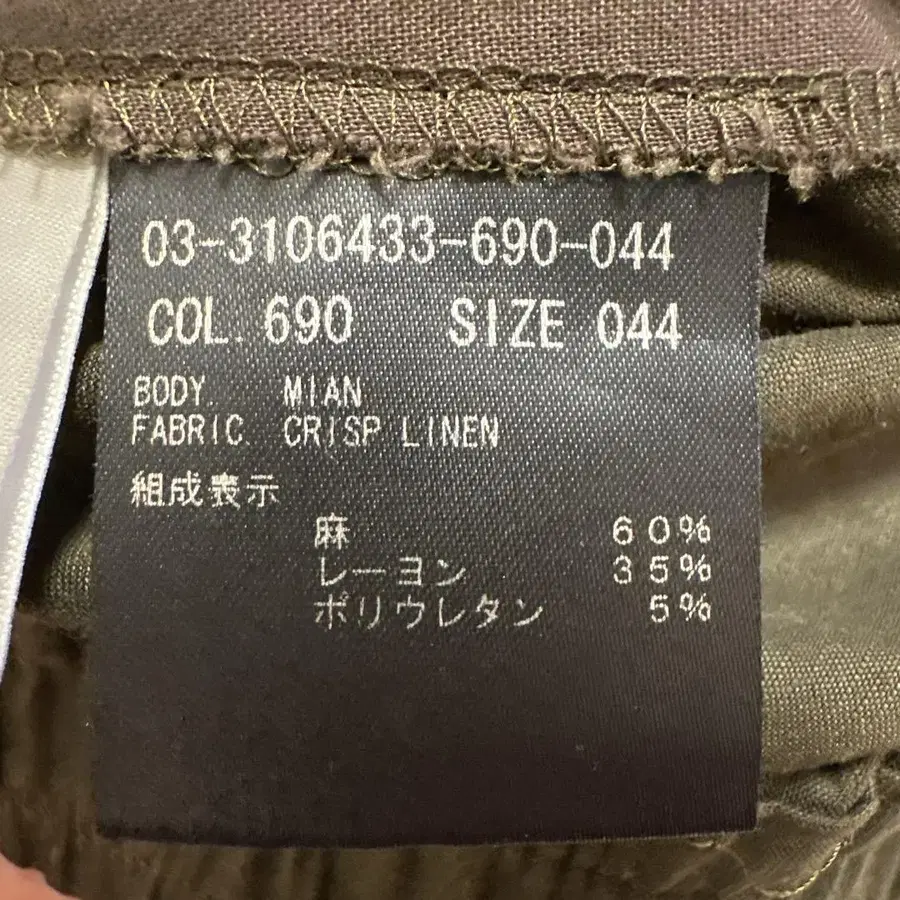 03-3106433-690-044
COL. 690 SIZE 044
BODY. MIAN
FABRIC CRISP LINEN
組成表示
麻 60%
レーヨン 35%
ポリウレタン 5%